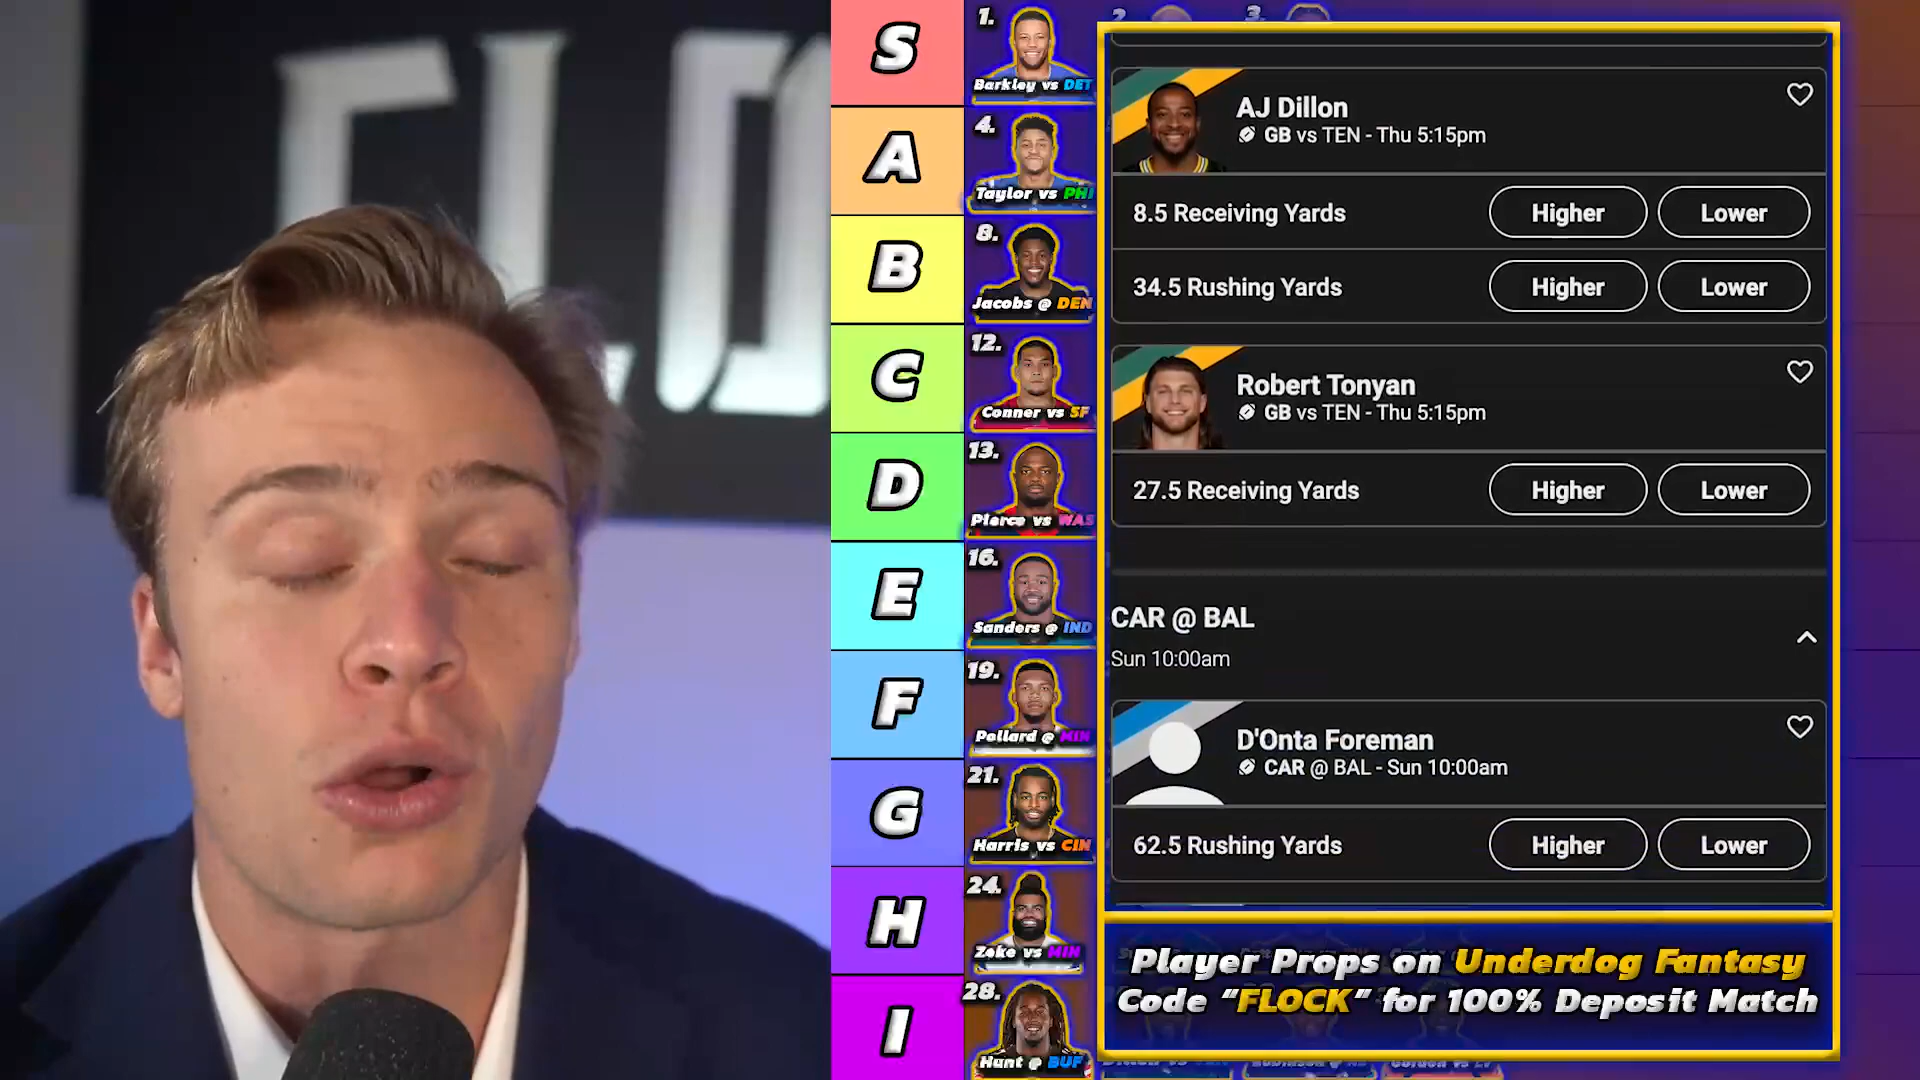 FLO
S
1.
Barkley vs DET
2.
3.
A
4.
Taylor vs PHI
B
8.
Jacobs @ DEN
C
12.
Conner vs SF
D
13.
Pierce vs WAS
E
16.
Sanders @ IND
F
19.
Pollard @ MIN
G
21.
Harris vs CIN
H
24.
Zeke vs MIN
I
28.
Hunt @ BUF
AJ Dillon
GB vs TEN - Thu 5:15pm
8.5 Receiving Yards Higher Lower
34.5 Rushing Yards Higher Lower
Robert Tonyan
GB vs TEN - Thu 5:15pm
27.5 Receiving Yards Higher Lower
CAR @ BAL
Sun 10:00am
D'Onta Foreman
CAR @ BAL - Sun 10:00am
62.5 Rushing Yards Higher Lower
Player Props on Underdog Fantasy
Code "FLOCK" for 100% Deposit Match